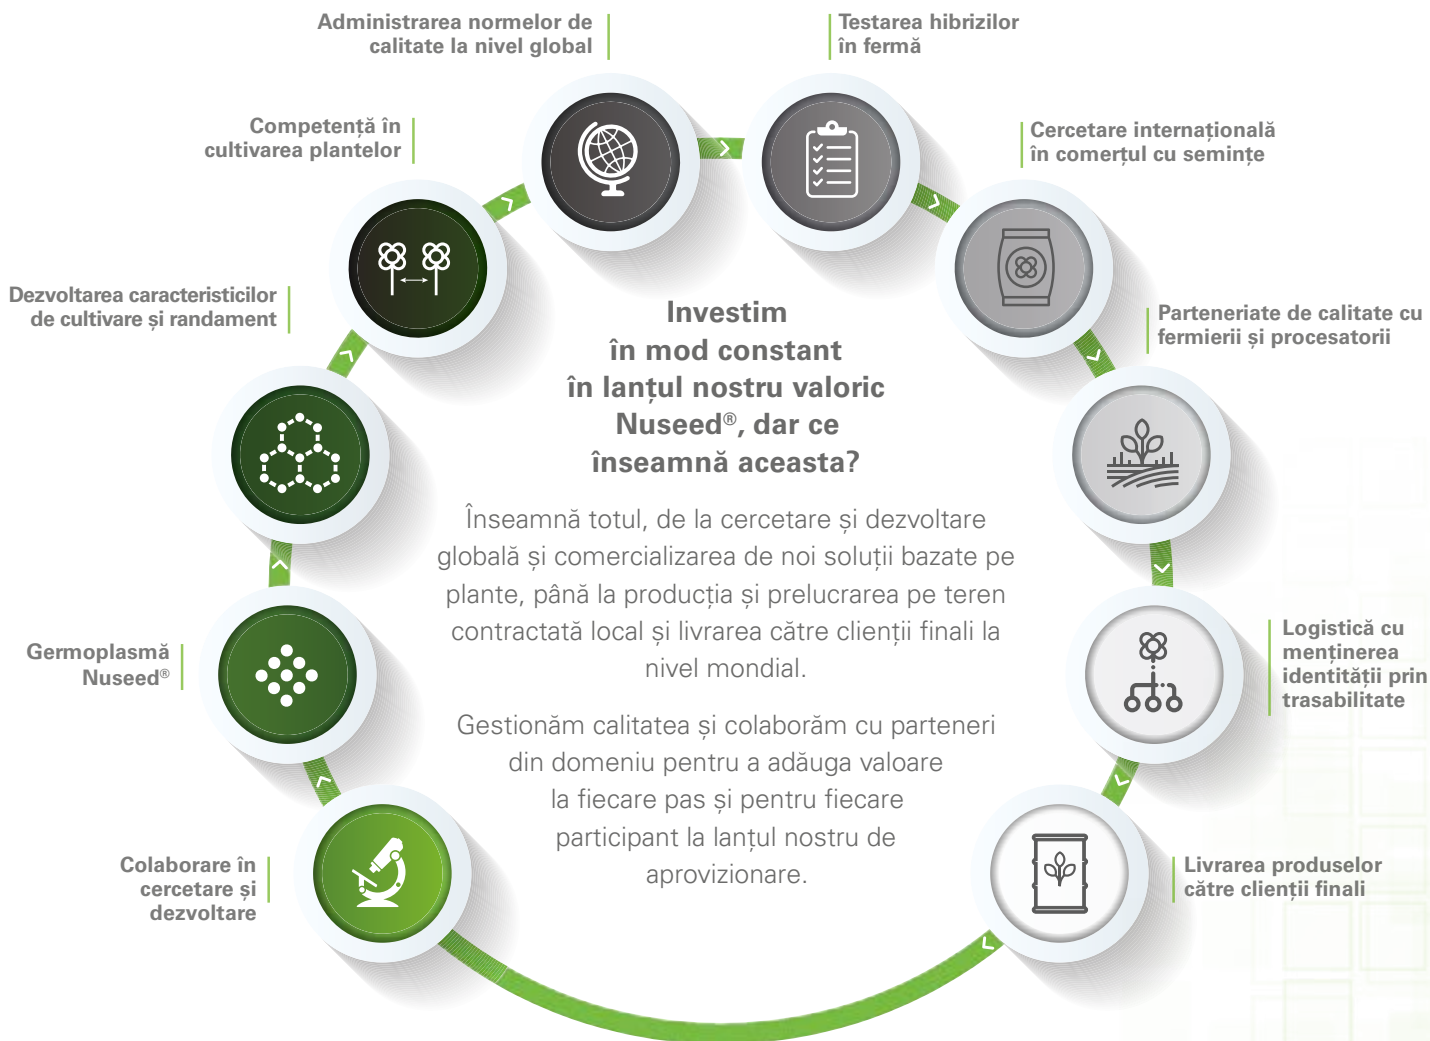 Administrarea normelor de
calitate la nivel global
Testarea hibrizilor
în fermă
Competență în
cultivarea plantelor
Cercetare internațională
în comerțul cu semințe
Dezvoltarea caracteristicilor
de cultivare și randament
Parteneriate de calitate cu
fermierii și procesatorii
Investim
în mod constant
în lanțul nostru valoric
Nuseed®, dar ce
înseamnă aceasta?
Înseamnă totul, de la cercetare și dezvoltare
globală și comercializarea de noi soluții bazate pe
plante, până la producția și prelucrarea pe teren
contractată local și livrarea către clienții finali la
nivel mondial.
Gestionăm calitatea și colaborăm cu parteneri
din domeniu pentru a adăuga valoare
la fiecare pas și pentru fiecare
participant la lanțul nostru de
aprovizionare.
Germoplasmă
Nuseed®
Logistică cu
menținerea
identității prin
trasabilitate
Colaborare în
cercetare și
dezvoltare
Livrarea produselor
către clienții finali